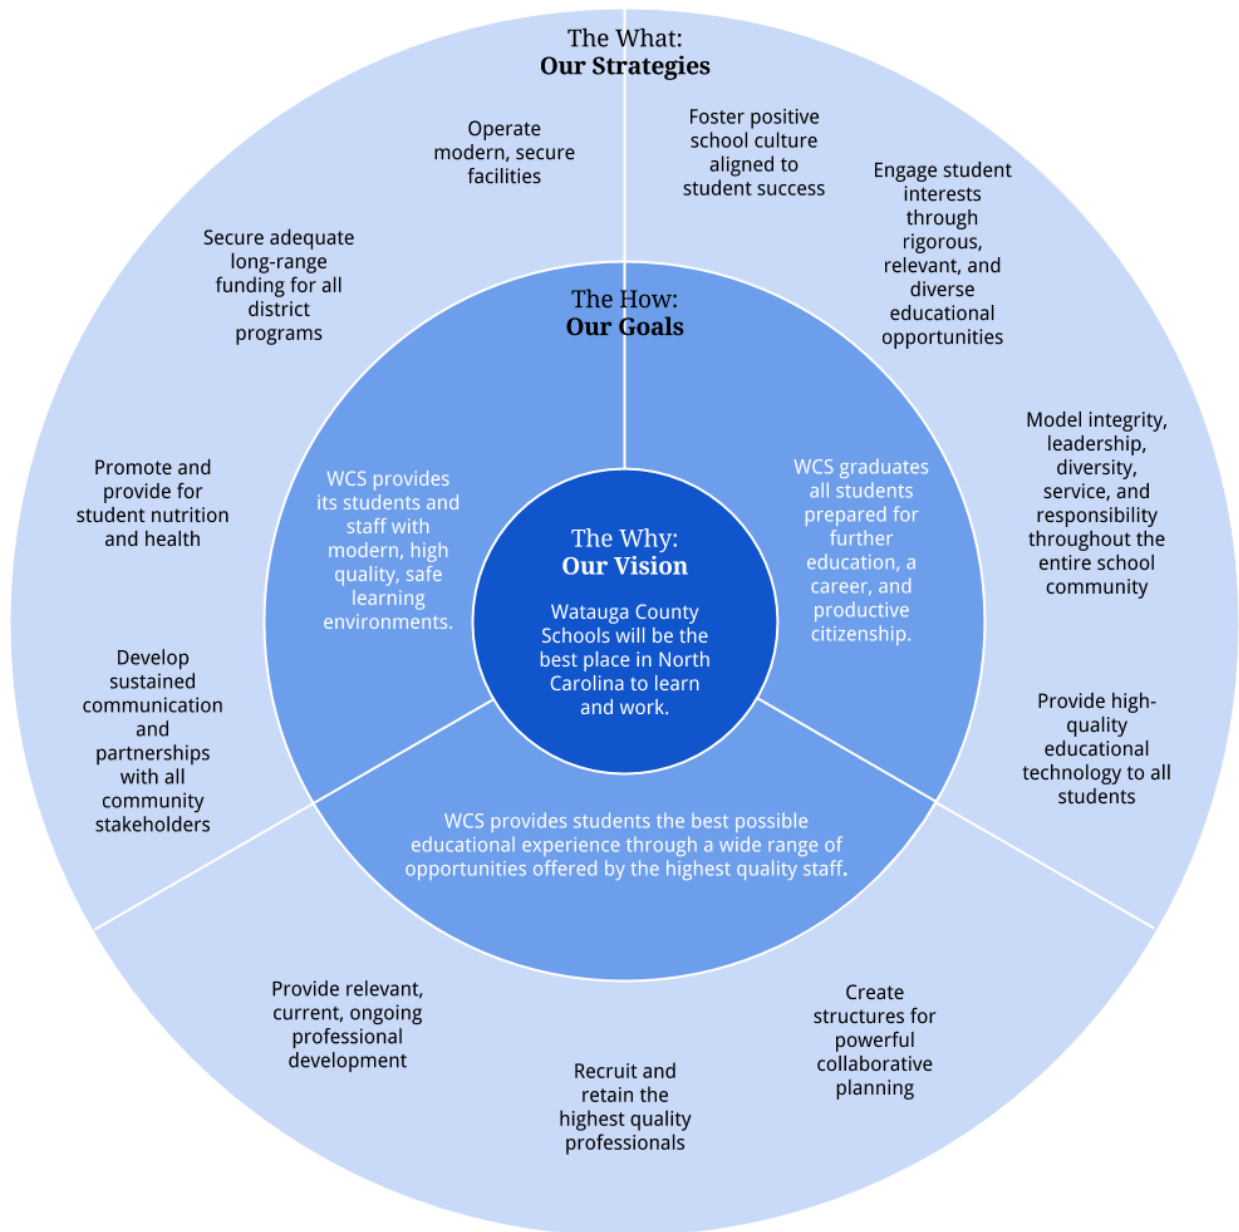 The What:
Our Strategies
Operate
modern, secure
facilities
Foster positive
school culture
aligned to
student success
Engage student
interests
through
rigorous,
relevant, and
diverse
educational
opportunities
Secure adequate
long-range
funding for all
district
programs
The How:
Our Goals
Model integrity,
leadership,
diversity,
service, and
responsibility
throughout the
entire school
community
Promote and
provide for
student nutrition
and health
WCS provides
its students and
staff with
modern, high
quality, safe
learning
environments.
WCS graduates
all students
prepared for
further
education, a
career, and
productive
citizenship.
The Why:
Our Vision
Watauga County
Schools will be the
best place in North
Carolina to learn
and work.
Develop
sustained
communication
and
partnerships
with all
community
stakeholders
Provide high-
quality
educational
technology to all
students
WCS provides students the best possible
educational experience through a wide range of
opportunities offered by the highest quality staff.
Provide relevant,
current, ongoing
professional
development
Recruit and
retain the
highest quality
professionals
Create
structures for
powerful
collaborative
planning